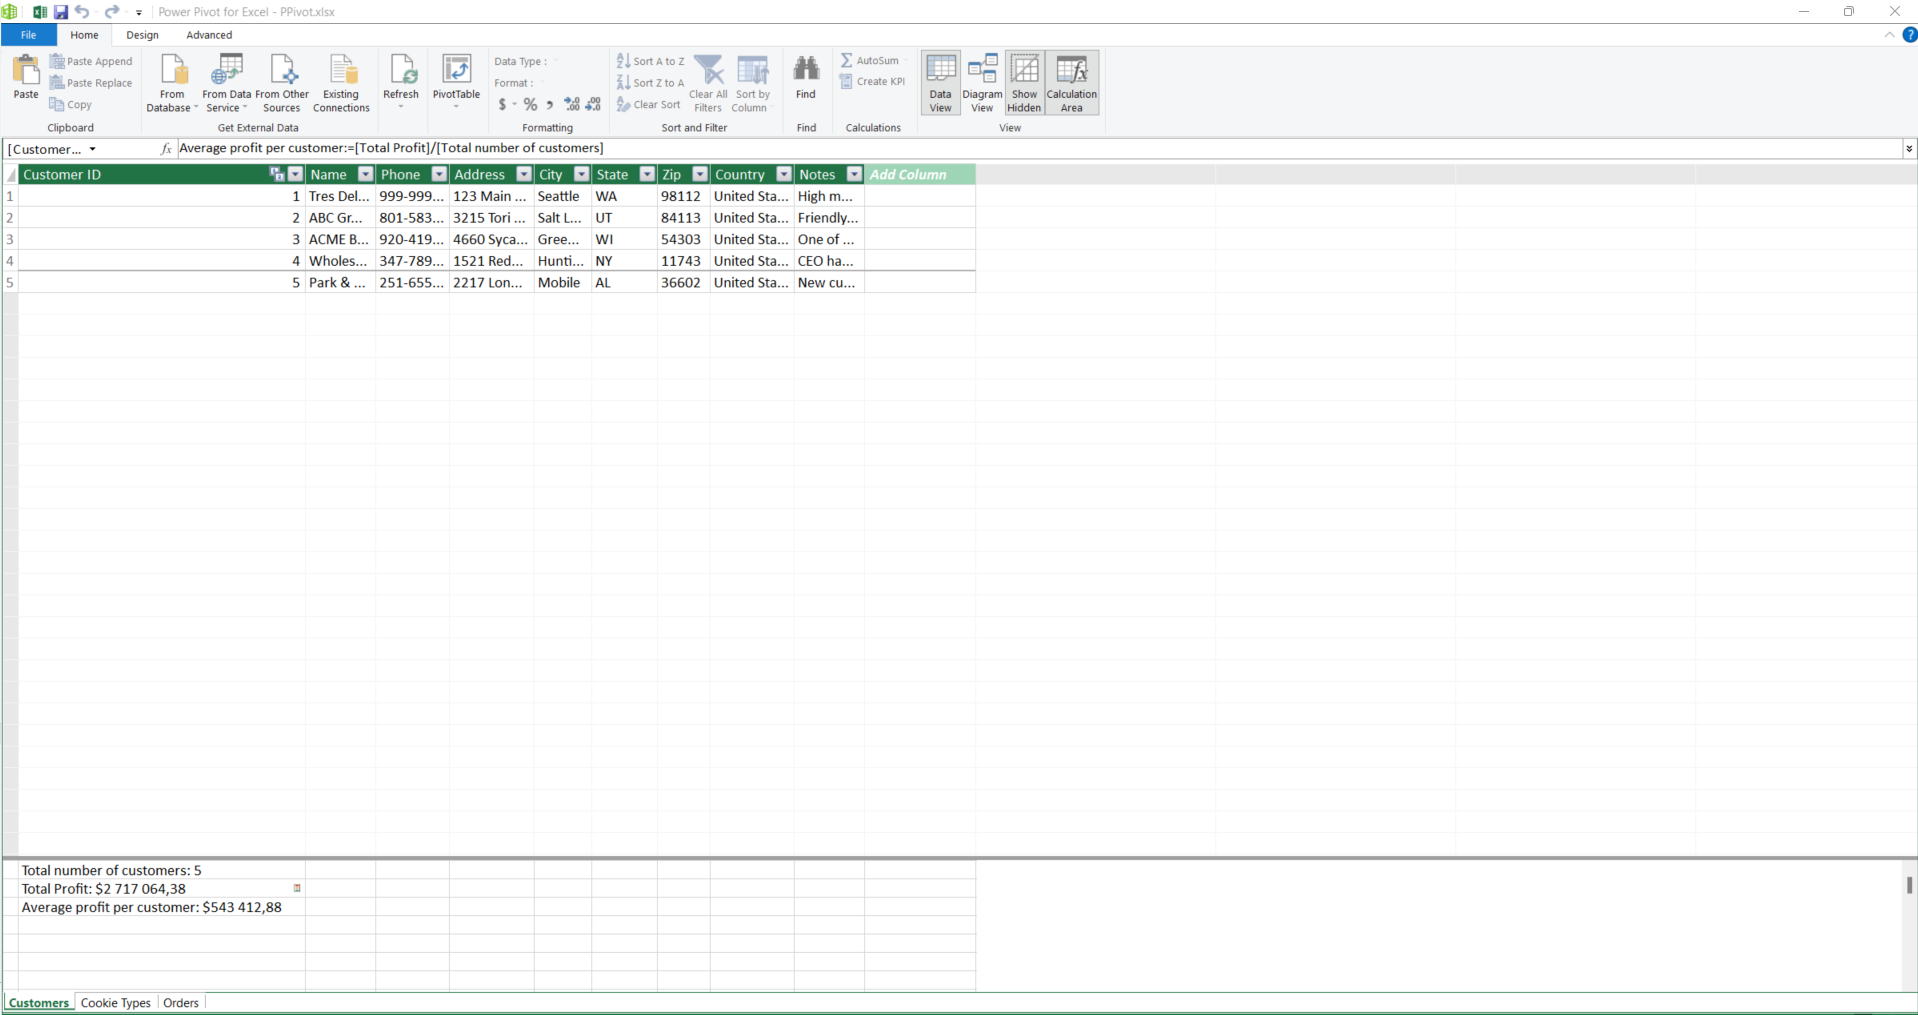 Power Pivot for Excel - PPivot.xlsx
File Home Design Advanced
Paste
Paste Append
Paste Replace
Copy
Clipboard
From Database
From Data Service
From Other Sources
Existing Connections
Get External Data
Refresh
PivotTable
Data Type :
Format :
$ % , .0 .00 .00 .0
Formatting
Sort A to Z
Sort Z to A
Clear Sort
Clear All Filters
Sort by Column
Sort and Filter
Find
Find
AutoSum
Create KPI
Calculations
Data View
Diagram View
Show Hidden
Calculation Area
View
[Customer... fx Average profit per customer:=[Total Profit]/[Total number of customers]
Customer ID Name Phone Address City State Zip Country Notes Add Column
1 1 Tres Del... 999-999... 123 Main ... Seattle WA 98112 United Sta... High m...
2 2 ABC Gr... 801-583... 3215 Tori ... Salt L... UT 84113 United Sta... Friendly...
3 3 ACME B... 920-419... 4660 Syca... Gree... WI 54303 United Sta... One of ...
4 4 Wholes... 347-789... 1521 Red... Hunti... NY 11743 United Sta... CEO ha...
5 5 Park & ... 251-655... 2217 Lon... Mobile AL 36602 United Sta... New cu...
Total number of customers: 5
Total Profit: $2 717 064,38
Average profit per customer: $543 412,88
Customers Cookie Types Orders